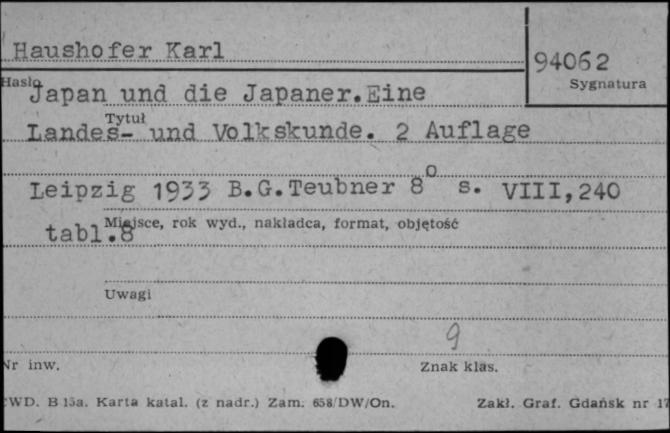 Haushofer Karl
94062
Hasło
Sygnatura
Japan und die Japaner. Eine
Tytuł
Landes- und Volkskunde. 2 Auflage
Leipzig 1933 B.G.Teubner 8° s. VIII,240
Miejsce, rok wyd., nakładca, format, objętość
tabl.8
Uwagi
9
Nr inw.
Znak klas.
WD. B 15a. Karta katal. (z nadr.) Zam. 658/DW/On.
Zakł. Graf. Gdańsk nr 17